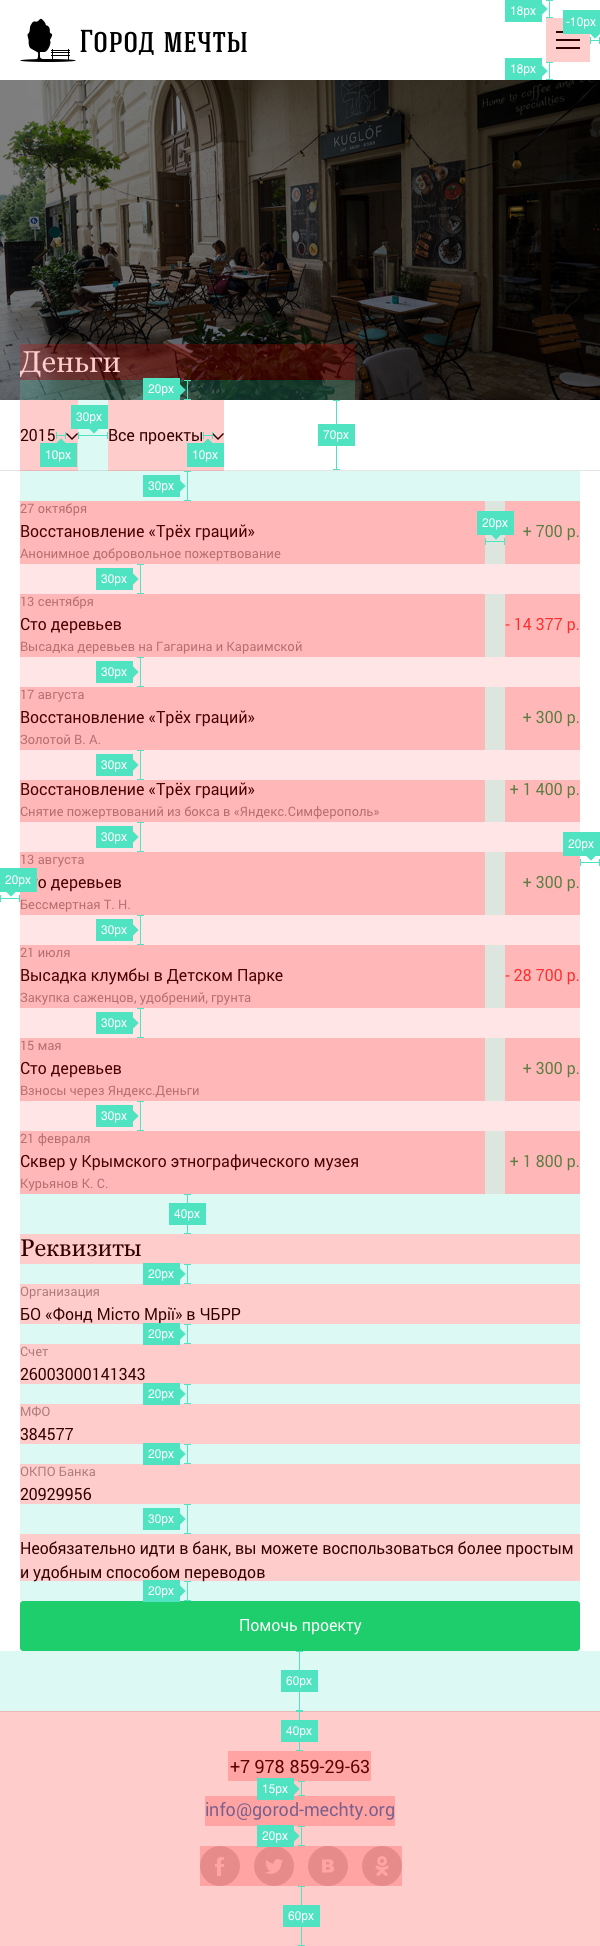 18px
-10px
Город мечты
18px
Home to coffee and
specialties
KUGLÓF
Деньги
20px
30px
2015
Все проекты
70px
10px
10px
30px
27 октября
20px
Восстановление «Трёх граций»
+ 700 р.
Анонимное добровольное пожертвование
30px
13 сентября
Сто деревьев
- 14 377 р.
Высадка деревьев на Гагарина и Караимской
30px
17 августа
Восстановление «Трёх граций»
+ 300 р.
Золотой В. А.
30px
Восстановление «Трёх граций»
+ 1 400 р.
Снятие пожертвований из бокса в «Яндекс.Симферополь»
30px
20px
13 августа
20px
о деревьев
+ 300 р.
Бессмертная Т. Н.
30px
21 июля
Высадка клумбы в Детском Парке
- 28 700 р.
Закупка саженцов, удобрений, грунта
30px
15 мая
Сто деревьев
+ 300 р.
Взносы через Яндекс.Деньги
30px
21 февраля
Сквер у Крымского этнографического музея
+ 1 800 р.
Курьянов К. С.
40px
Реквизиты
20px
Организация
БО «Фонд Місто Мрії» в ЧБРР
20px
Счет
26003000141343
20px
МФО
384577
20px
ОКПО Банка
20929956
30px
Необязательно идти в банк, вы можете воспользоваться более простым
и удобным способом переводов
20px
Помочь проекту
60px
40px
+7 978 859-29-63
15px
info@gorod-mechty.org
20px
60px